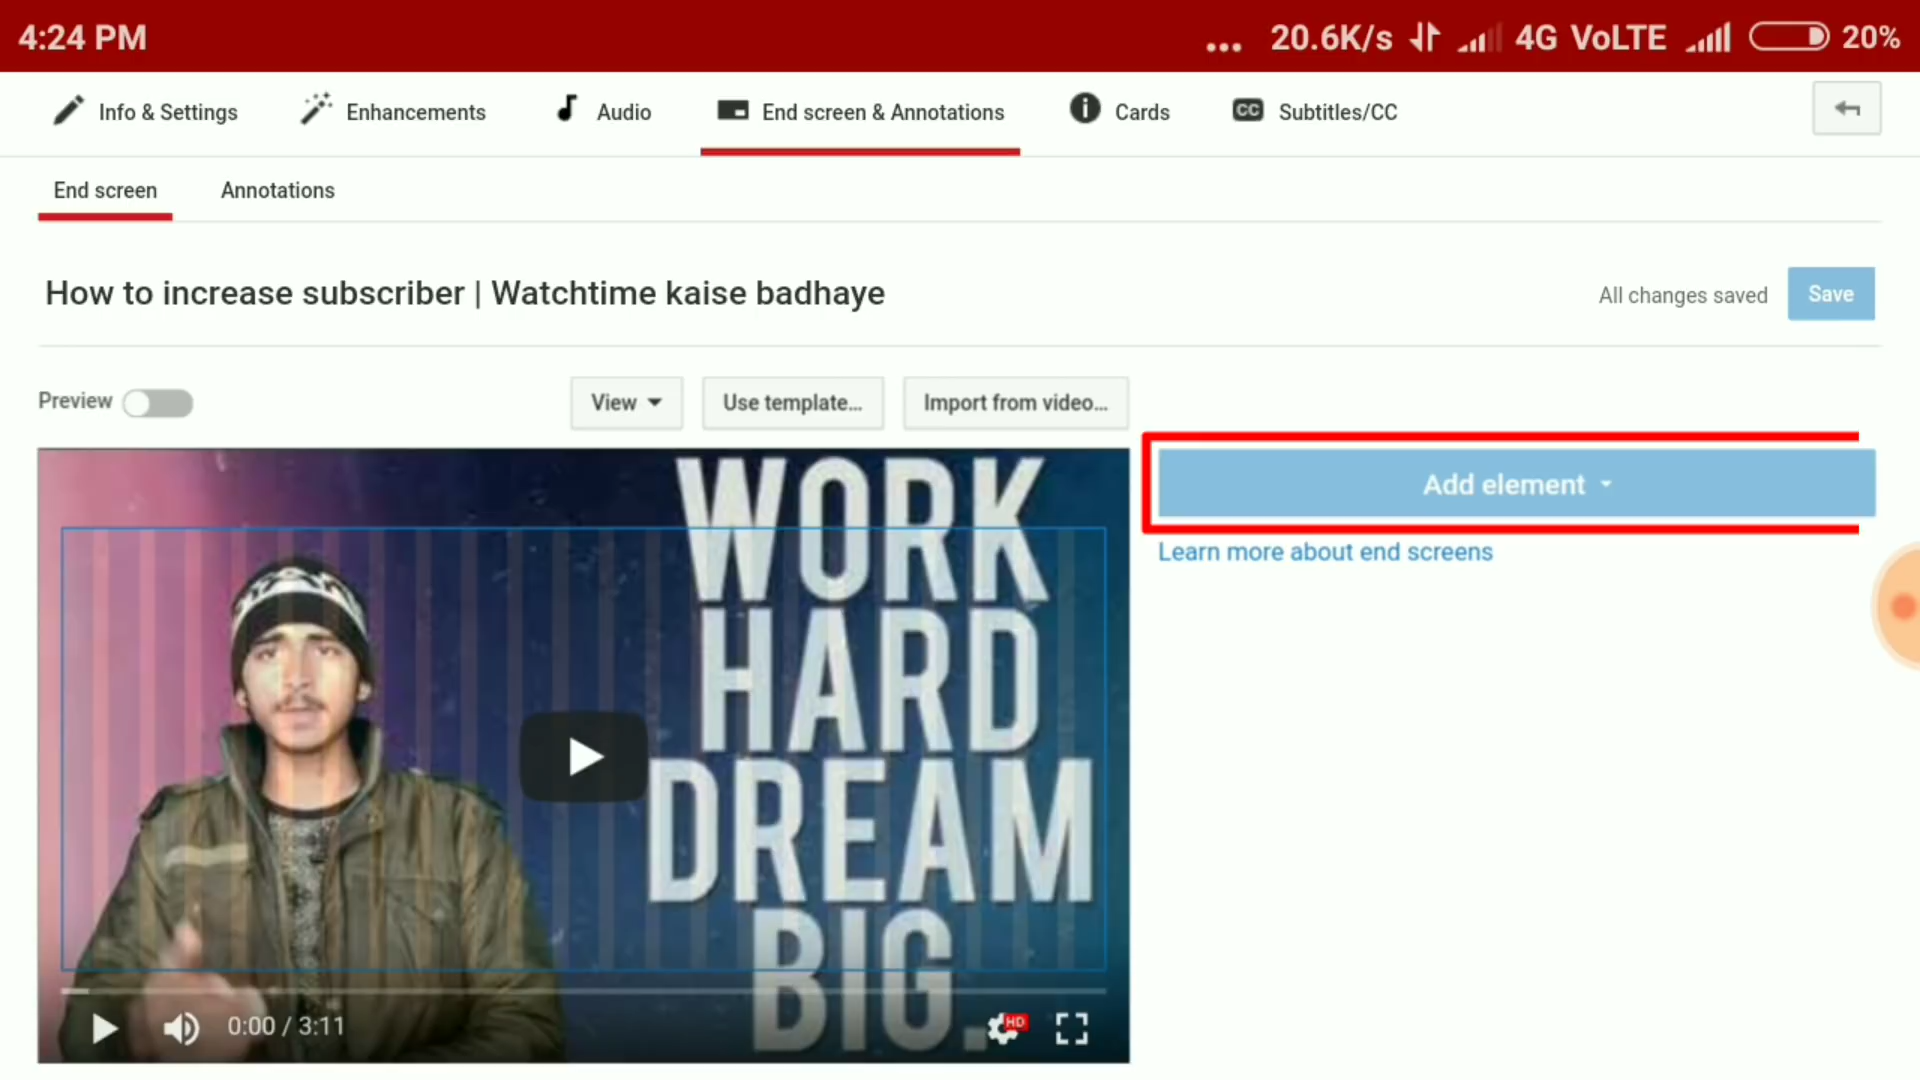 4:24 PM
... 20.6K/s 4G VoLTE 20%
Info & Settings Enhancements Audio End screen & Annotations Cards CC Subtitles/CC
End screen Annotations
How to increase subscriber | Watchtime kaise badhaye
All changes saved Save
Preview View Use template... Import from video...
Add element
Learn more about end screens
WORK
HARD
DREAM
BIG.
0:00 / 3:11 HD